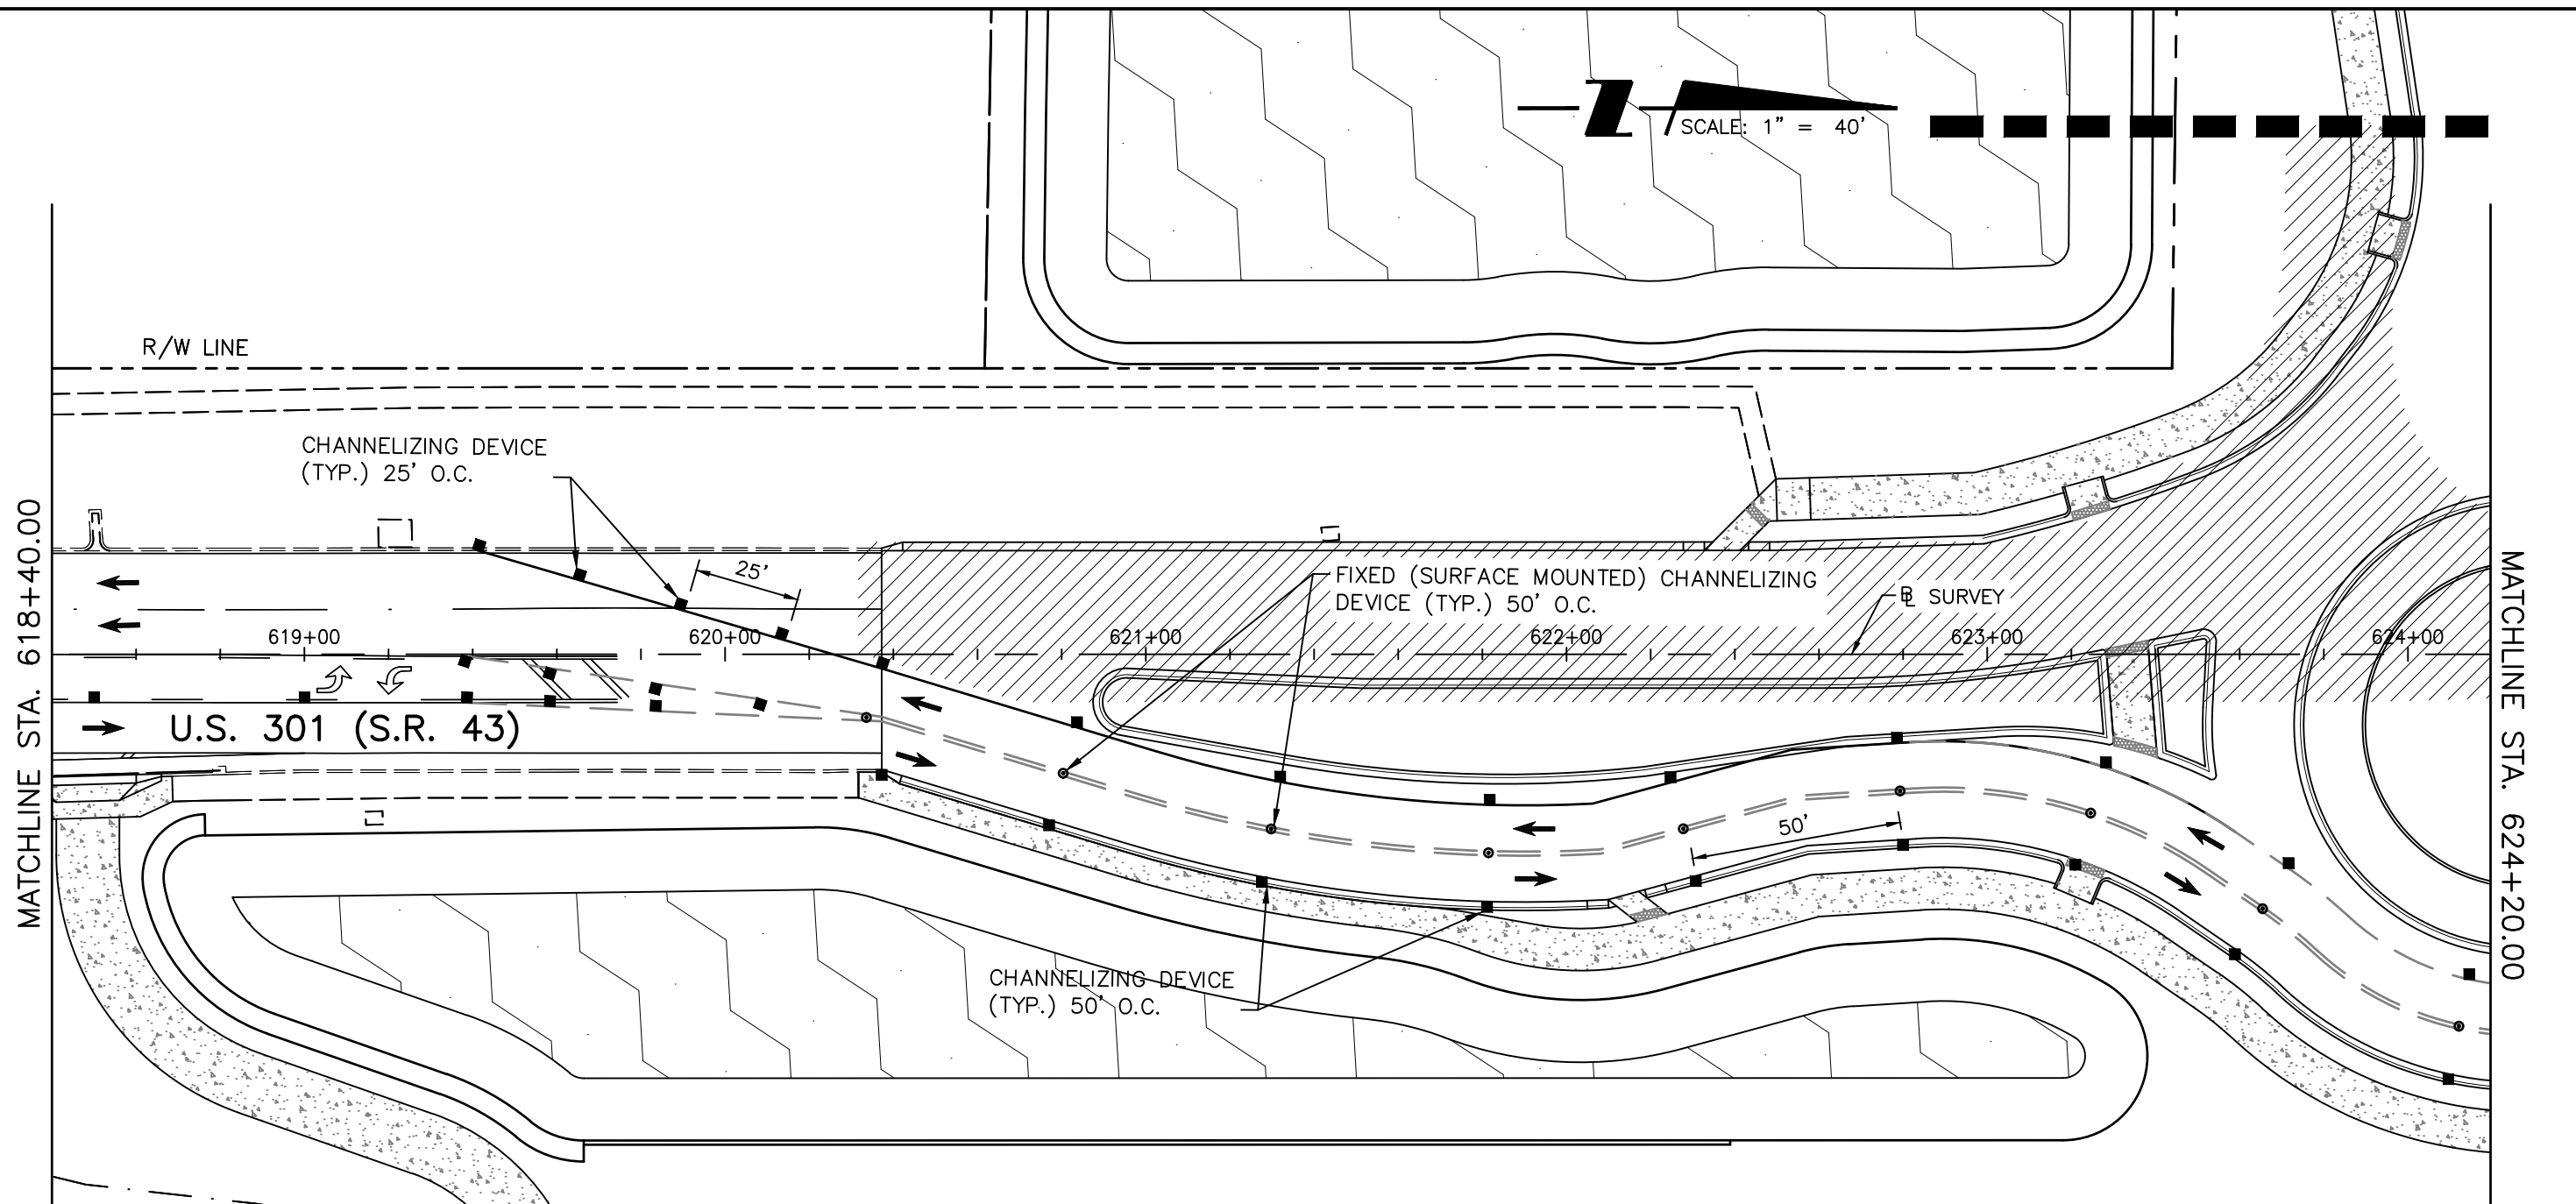 SCALE: 1" = 40'
R/W LINE
CHANNELIZING DEVICE
(TYP.) 25' O.C.
25'
FIXED (SURFACE MOUNTED) CHANNELIZING
DEVICE (TYP.) 50' O.C.
BL SURVEY
619+00
620+00
621+00
622+00
623+00
624+00
U.S. 301 (S.R. 43)
50'
CHANNELIZING DEVICE
(TYP.) 50' O.C.
MATCHLINE STA. 618+40.00
MATCHLINE STA. 624+20.00